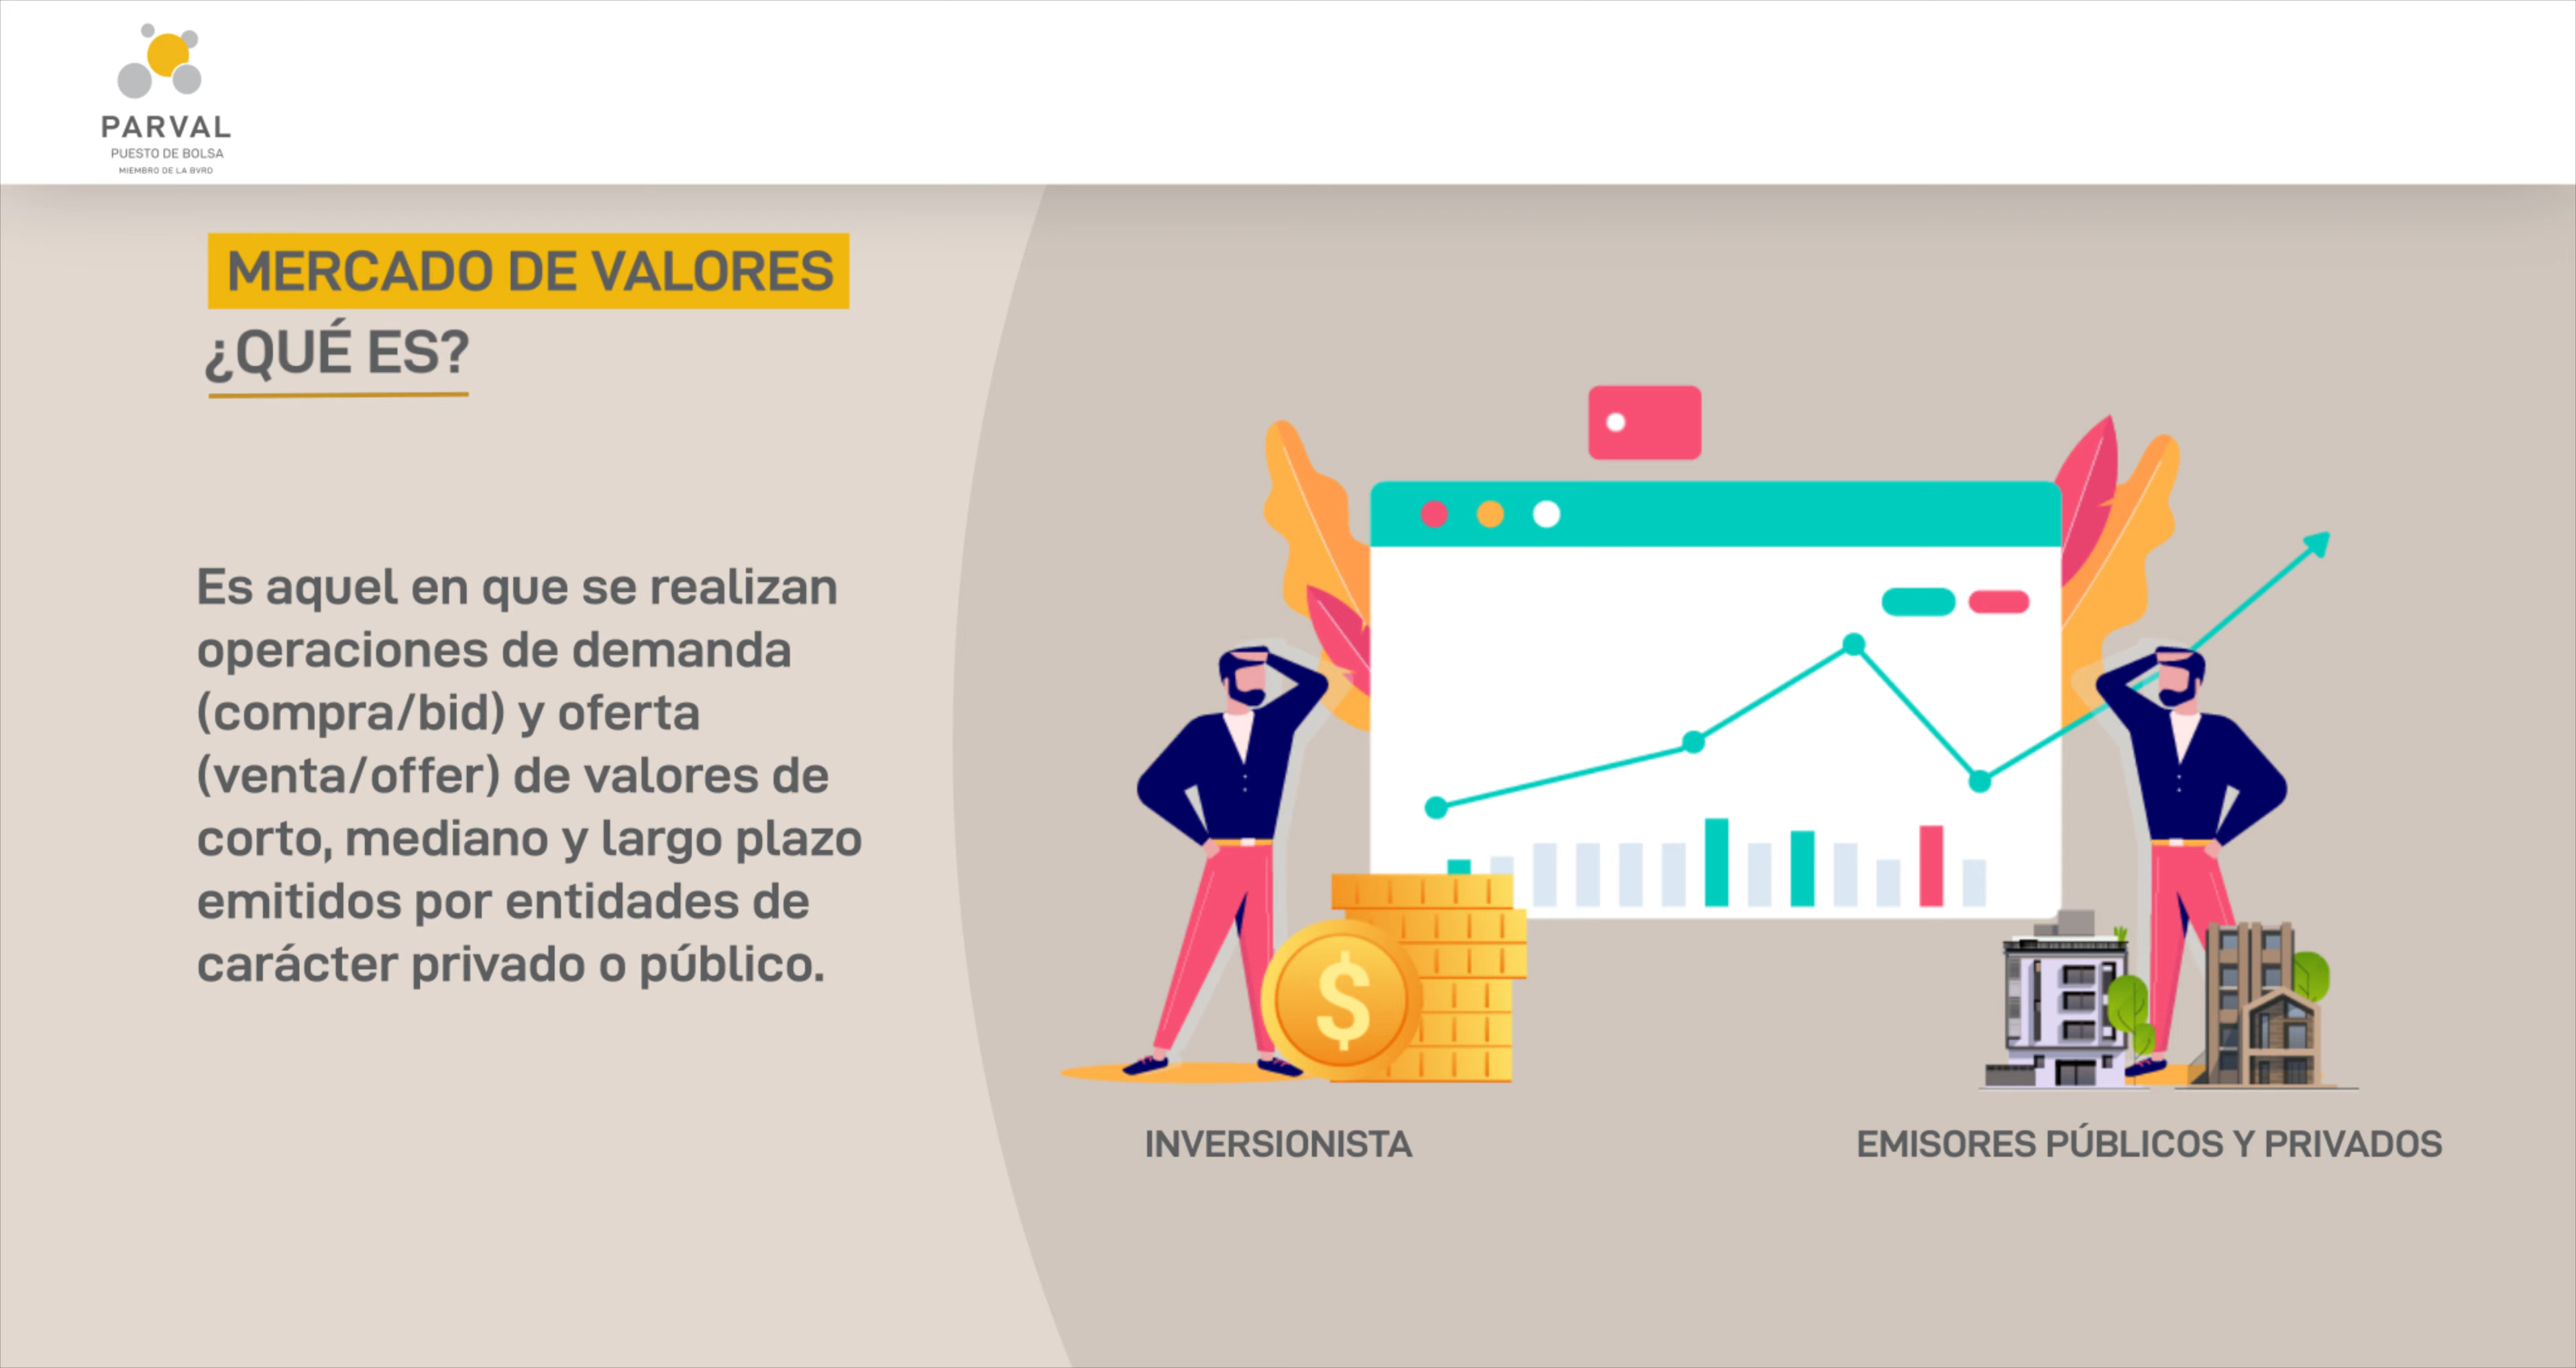 PARVAL
PUESTO DE BOLSA
MIEMBRO DE LA BVRD
MERCADO DE VALORES
¿QUÉ ES?
Es aquel en que se realizan
operaciones de demanda
(compra/bid) y oferta
(venta/offer) de valores de
corto, mediano y largo plazo
emitidos por entidades de
carácter privado o público.
$
INVERSIONISTA
EMISORES PÚBLICOS Y PRIVADOS